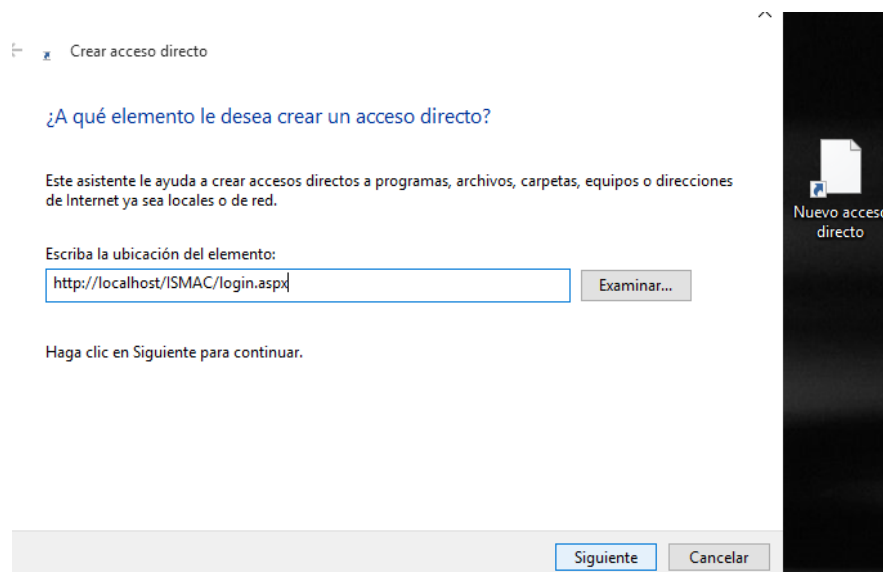 Crear acceso directo
¿A qué elemento le desea crear un acceso directo?
Este asistente le ayuda a crear accesos directos a programas, archivos, carpetas, equipos o direcciones
de Internet ya sea locales o de red.
Escriba la ubicación del elemento:
http://localhost/ISMAC/login.aspx
Examinar...
Haga clic en Siguiente para continuar.
Siguiente
Cancelar
Nuevo acceso
directo